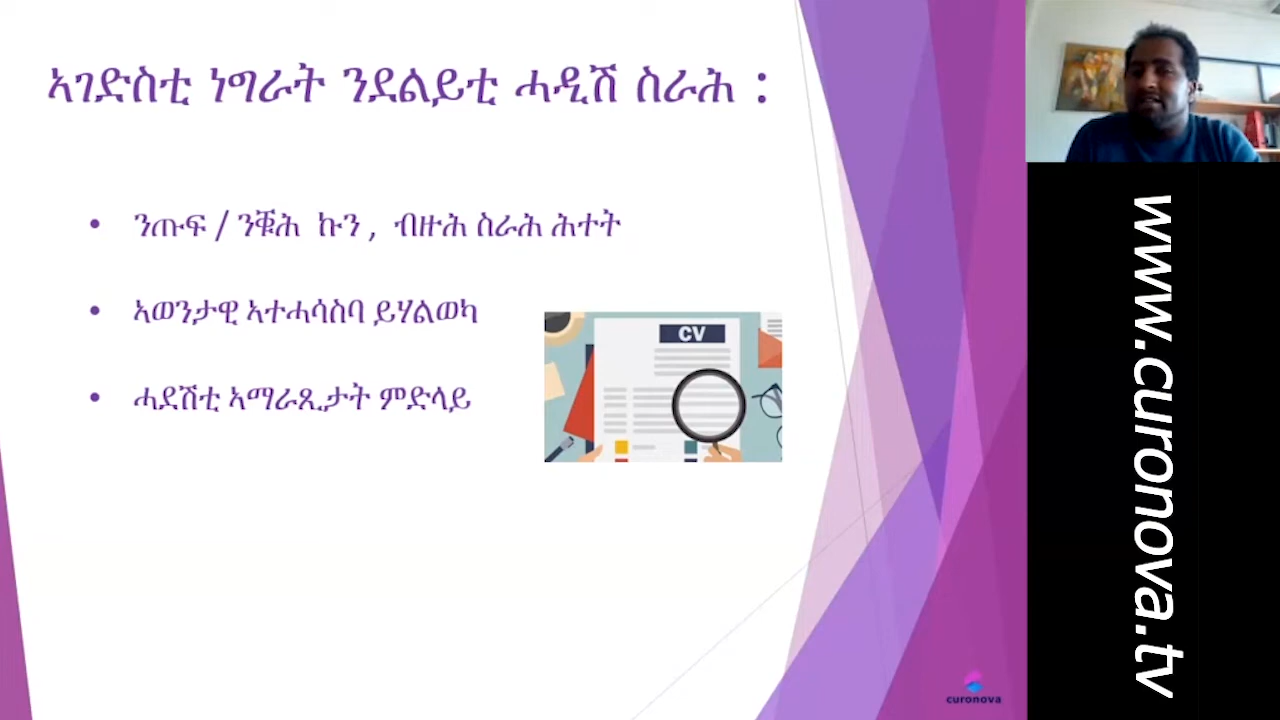 ኣገድስቲ ነግራት ንደልይቲ ሓዲሽ ስራሕ :
• ንጡፍ / ንቑሕ ኩን , ብዙሕ ስራሕ ሕተት
• ኣወንታዊ ኣተሓሳስባ ይሃልወካ
• ሓደሽቲ ኣማራጺታት ምድላይ
CV
curonova
www.curonova.tv